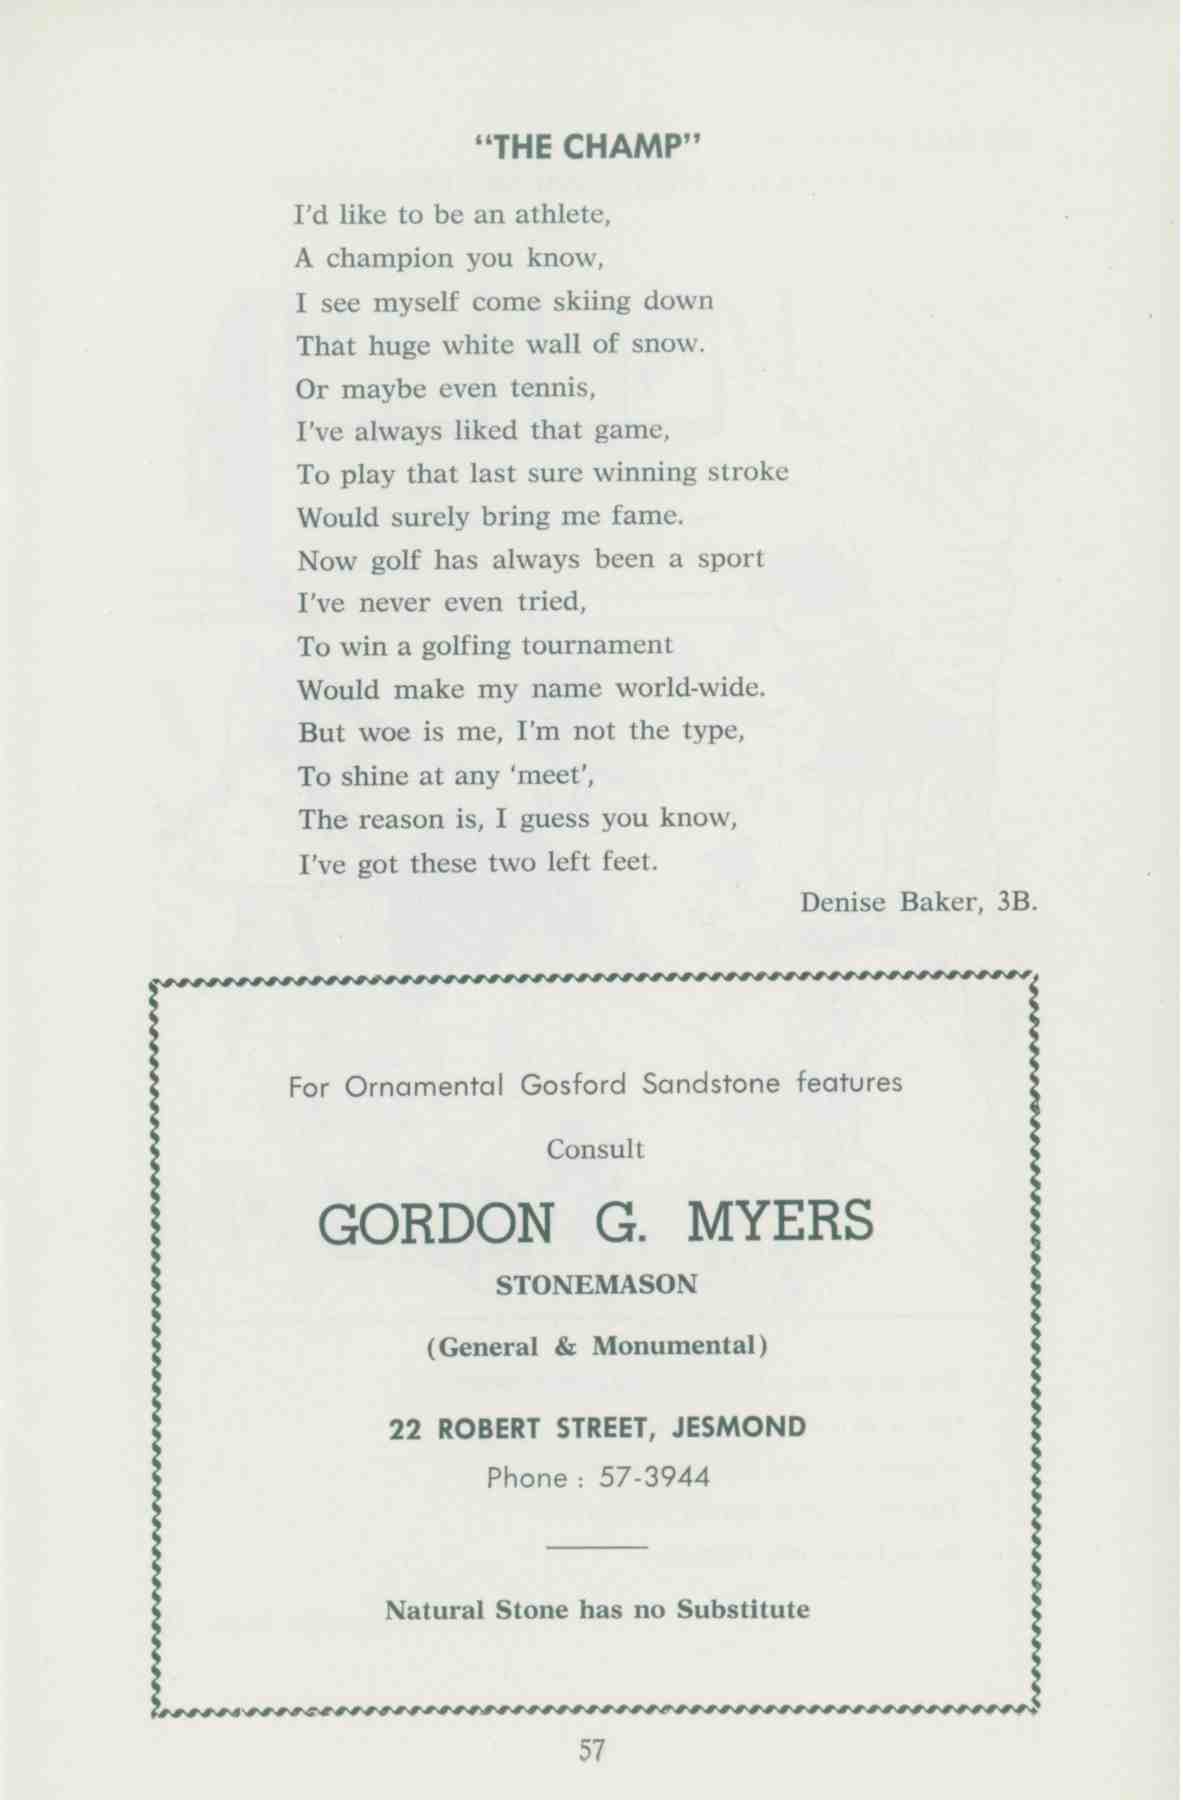 "THE CHAMP"
I'd like to be an athlete,
A champion you know,
I see myself come skiing down
That huge white wall of snow.
Or maybe even tennis,
I've always liked that game,
To play that last sure winning stroke
Would surely bring me fame.
Now golf has always been a sport
I've never even tried,
To win a golfing tournament
Would make my name world-wide.
But woe is me, I'm not the type,
To shine at any 'meet',
The reason is, I guess you know,
I've got these two left feet.
Denise Baker, 3B.
For Ornamental Gosford Sandstone features
Consult
GORDON G. MYERS
STONEMASON
(General & Monumental)
22 ROBERT STREET, JESMOND
Phone : 57-3944
Natural Stone has no Substitute
57